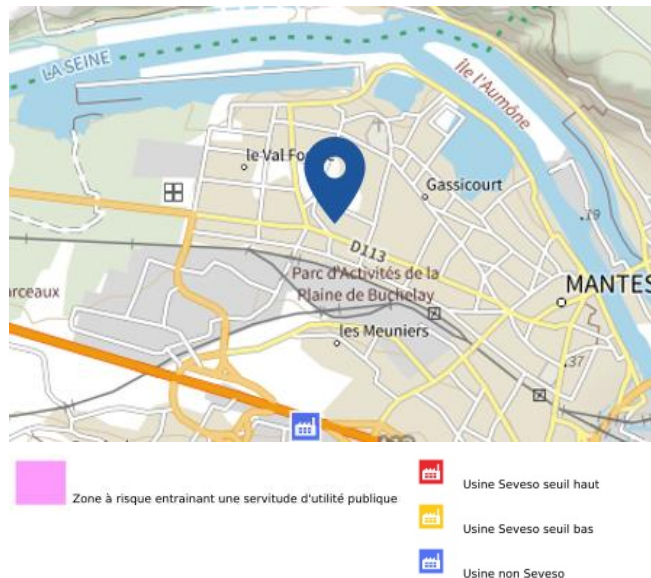 LA SEINE
Île l'Aumône
le Val Fo
Gassicourt
.19
D113
Parc d'Activités de la
Plaine de Buchelay
MANTES
arceaux
les Meuniers
.37
Zone à risque entrainant une servitude d'utilité publique
Usine Seveso seuil haut
Usine Seveso seuil bas
Usine non Seveso